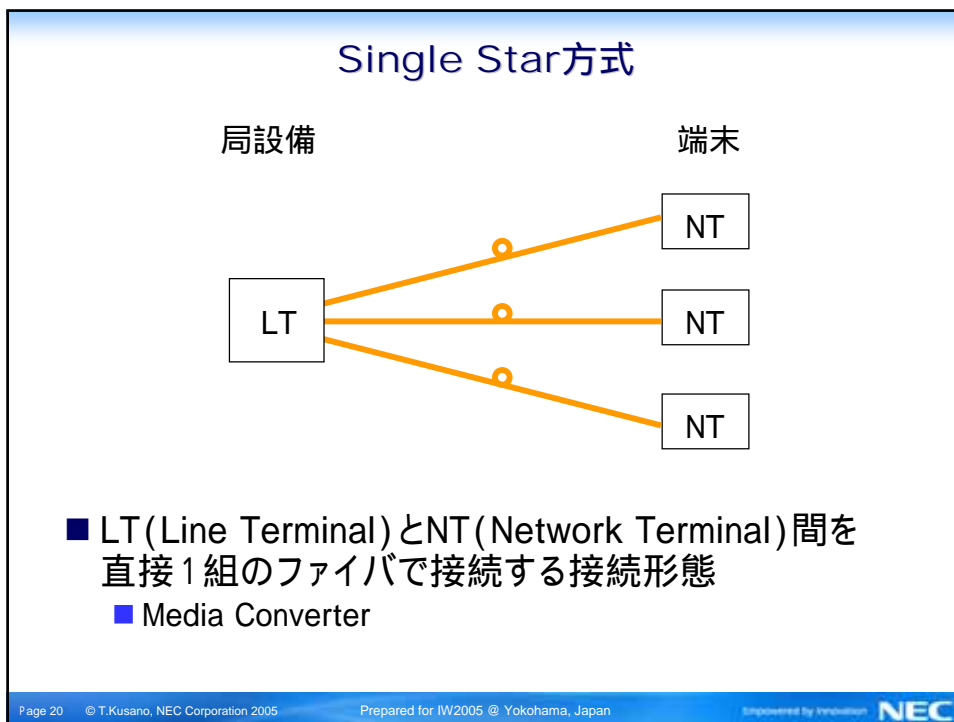 Single Star方式
局設備
端末
NT
LT
NT
NT
LT(Line Terminal)とNT(Network Terminal)間を
直接1組のファイバで接続する接続形態
Media Converter
Page 20 © T.Kusano, NEC Corporation 2005 Prepared for IW2005 @ Yokohama, Japan Empowered by Innovation NEC